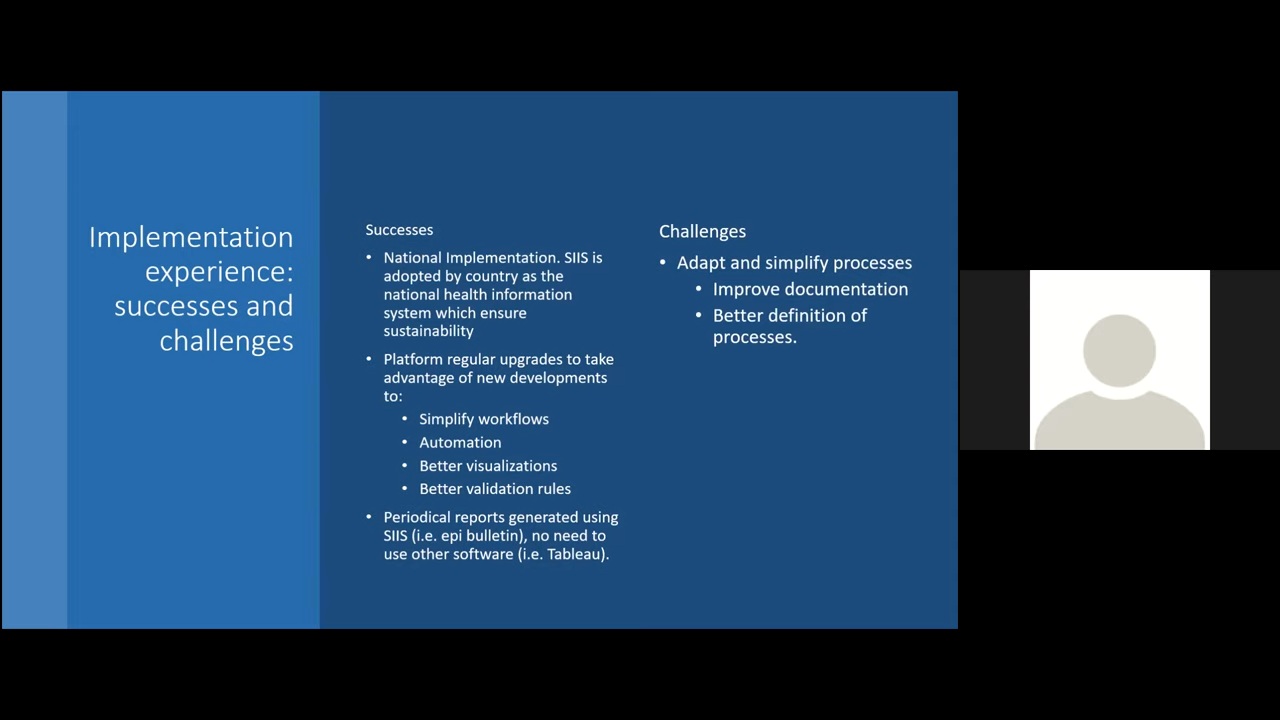 Implementation
experience:
successes and
challenges
Successes
• National Implementation. SIIS is
adopted by country as the
national health information
system which ensure
sustainability
• Platform regular upgrades to take
advantage of new developments
to:
• Simplify workflows
• Automation
• Better visualizations
• Better validation rules
• Periodical reports generated using
SIIS (i.e. epi bulletin), no need to
use other software (i.e. Tableau).
Challenges
• Adapt and simplify processes
• Improve documentation
• Better definition of
processes.